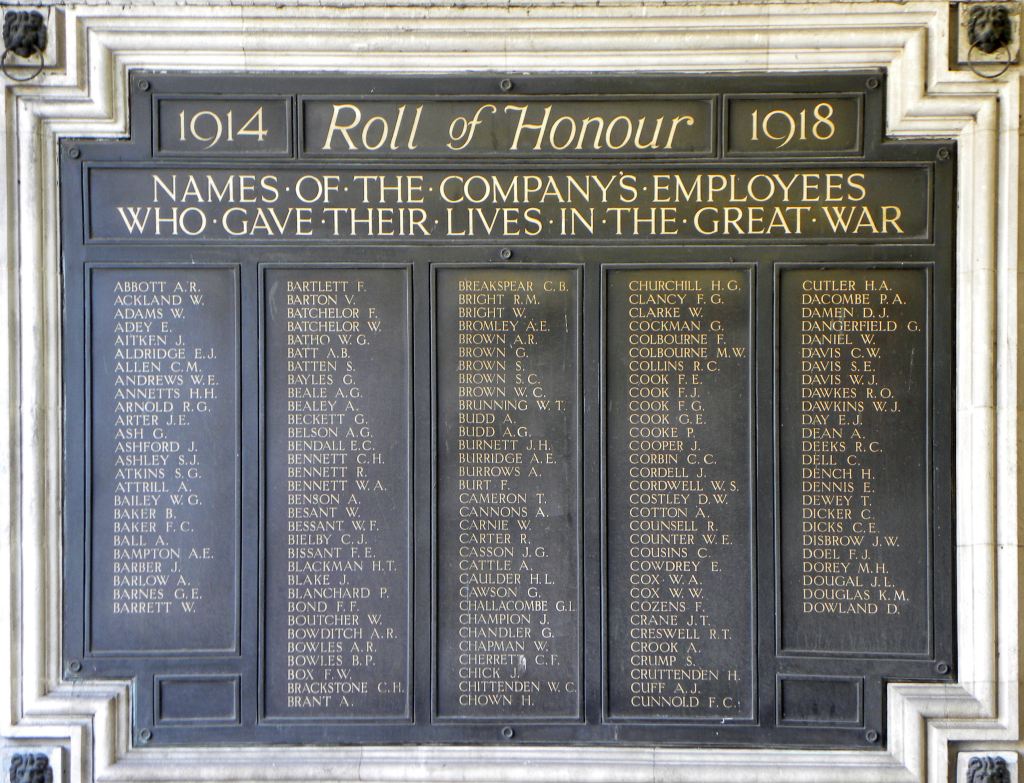 1914 Roll of Honour 1918
NAMES·OF·THE·COMPANY'S·EMPLOYEES
WHO·GAVE·THEIR·LIVES·IN·THE·GREAT·WAR
ABBOTT A.R.
ACKLAND W.
ADAMS W.
ADEY E.
AITKEN J.
ALDRIDGE E.J.
ALLEN C.M.
ANDREWS W.E.
ANNETTS H.H.
ARNOLD R.G.
ARTER J.E.
ASH G.
ASHFORD J.
ASHLEY S.J.
ATKINS S.G.
ATTRILL A.
BAILEY W.G.
BAKER B.
BAKER F.C.
BALL A.
BAMPTON A.E.
BARBER J.
BARLOW A.
BARNES G.E.
BARRETT W.
BARTLETT F.
BARTON V.
BATCHELOR F.
BATCHELOR W.
BATHO W.G.
BATT A.B.
BATTEN S.
BAYLES G.
BEALE A.G.
BEALEY A.
BECKETT G.
BELSON A.G.
BENDALL E.C.
BENNETT C.H.
BENNETT R.
BENNETT W.A.
BENSON A.
BESANT W.
BESSANT W.F.
BIELBY C.J.
BISSANT F.E.
BLACKMAN H.T.
BLAKE J.
BLANCHARD P.
BOND F.F.
BOUTCHER W.
BOWDITCH A.R.
BOWLES A.R.
BOWLES B.P.
BOX F.W.
BRACKSTONE C.H.
BRANT A.
BREAKSPEAR C.B.
BRIGHT R.M.
BRIGHT W.
BROMLEY A.E.
BROWN A.R.
BROWN G.
BROWN S.
BROWN S.C.
BROWN W.C.
BRUNNING W.T.
BUDD A.
BUDD A.G.
BURNETT J.H.
BURRIDGE A.E.
BURROWS A.
BURT F.
CAMERON T.
CANNONS A.
CARNIE W.
CARTER R.
CASSON J.G.
CATTLE A.
CAULDER H.L.
CAWSON G.
CHALLACOMBE G.I.
CHAMPION J.
CHANDLER G.
CHAPMAN W.
CHERRETT C.F.
CHICK J.
CHITTENDEN W.C.
CHOWN H.
CHURCHILL H.G.
CLANCY F.G.
CLARKE W.
COCKMAN G.
COLBOURNE F.
COLBOURNE M.W.
COLLINS R.C.
COOK F.E.
COOK F.J.
COOK F.G.
COOK G.E.
COOKE P.
COOPER J.
CORBIN C.C.
CORDELL J.
CORDWELL W.S.
COSTLEY D.W.
COTTON A.
COUNSELL R.
COUNTER W.E.
COUSINS C.
COWDREY E.
COX W.A.
COX W.W.
COZENS F.
CRANE J.T.
CRESWELL R.T.
CROOK A.
CRUMP S.
CRUTTENDEN H.
CUFF A.J.
CUNNOLD F.C.
CUTLER H.A.
DACOMBE P.A.
DAMEN D.J.
DANGERFIELD G.
DANIEL W.
DAVIS C.W.
DAVIS S.E.
DAVIS W.J.
DAWKES R.O.
DAWKINS W.J.
DAY E.J.
DEAN A.
DEEKS R.C.
DELL C.
DENCH H.
DENNIS E.
DEWEY T.
DICKER C.
DICKS C.E.
DISBROW J.W.
DOEL F.J.
DOREY M.H.
DOUGAL J.L.
DOUGLAS K.M.
DOWLAND D.